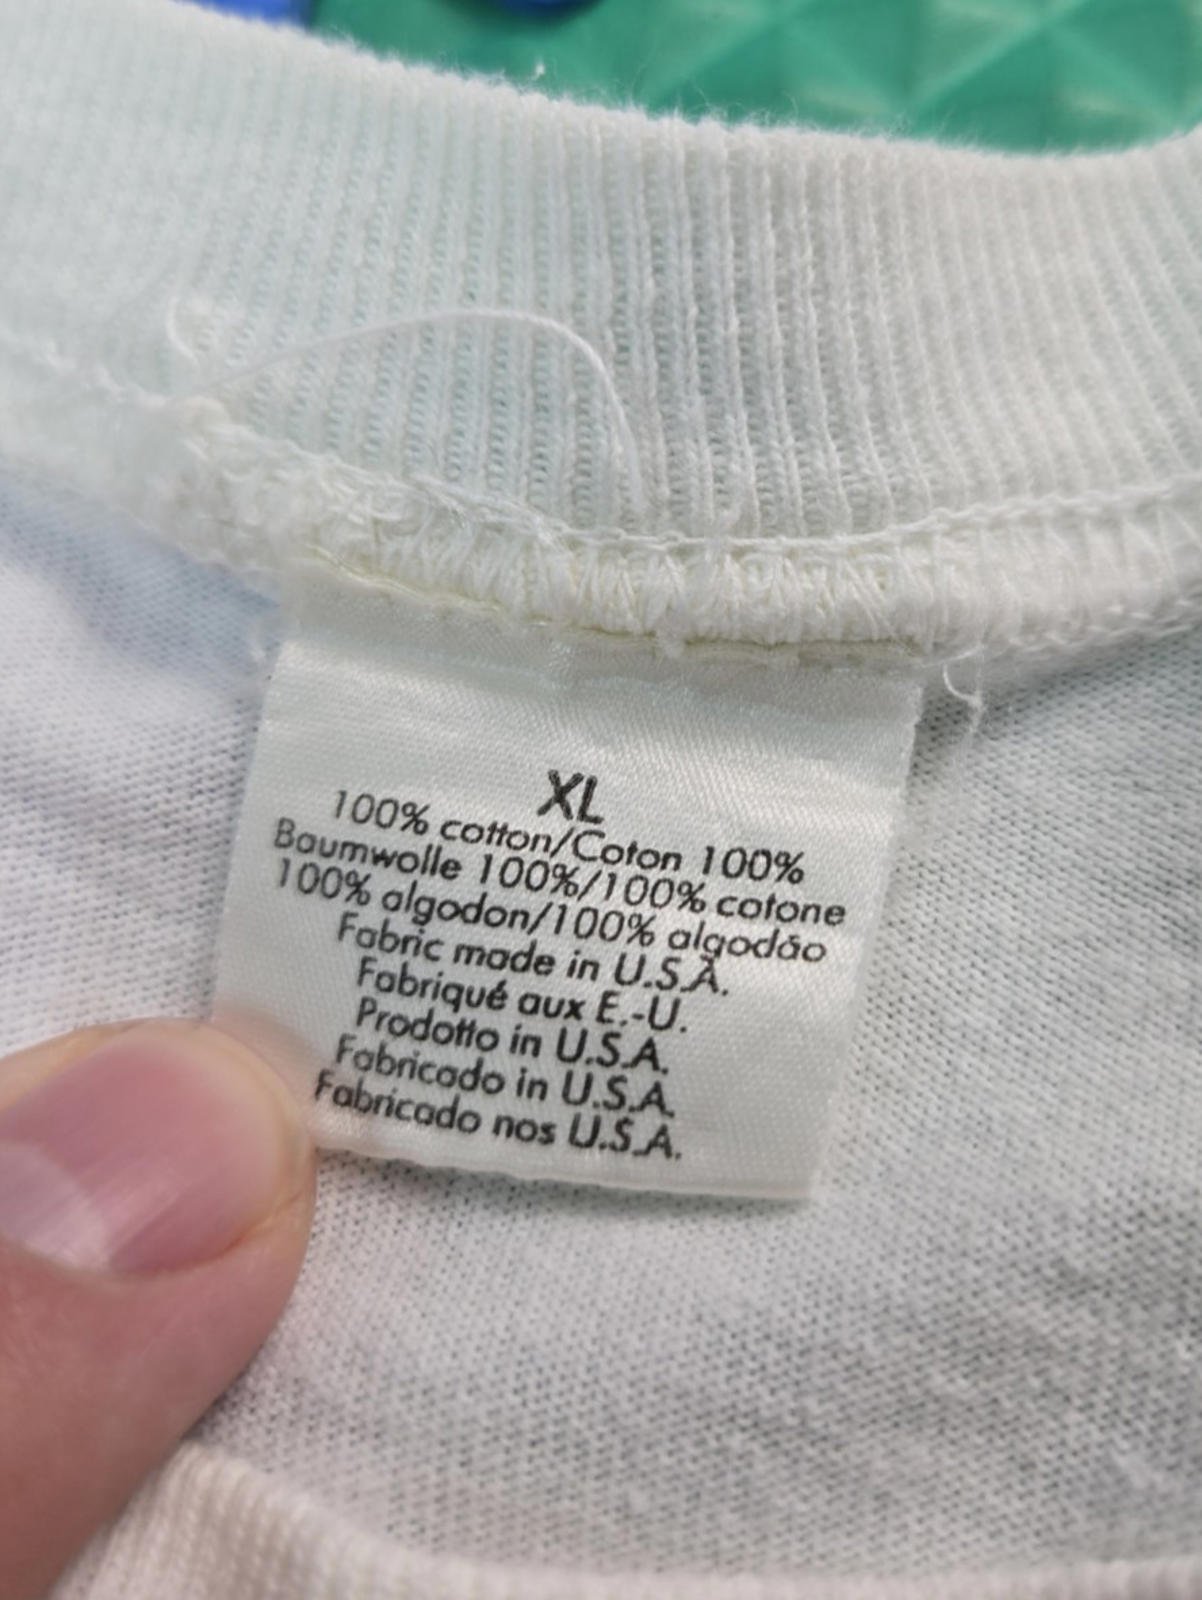 XL
100% cotton/Coton 100%
Baumwolle 100%/100% cotone
100% algodon/100% algodão
Fabric made in U.S.A.
Fabriqué aux E.-U.
Prodotto in U.S.A.
Fabricado in U.S.A.
Fabricado nos U.S.A.